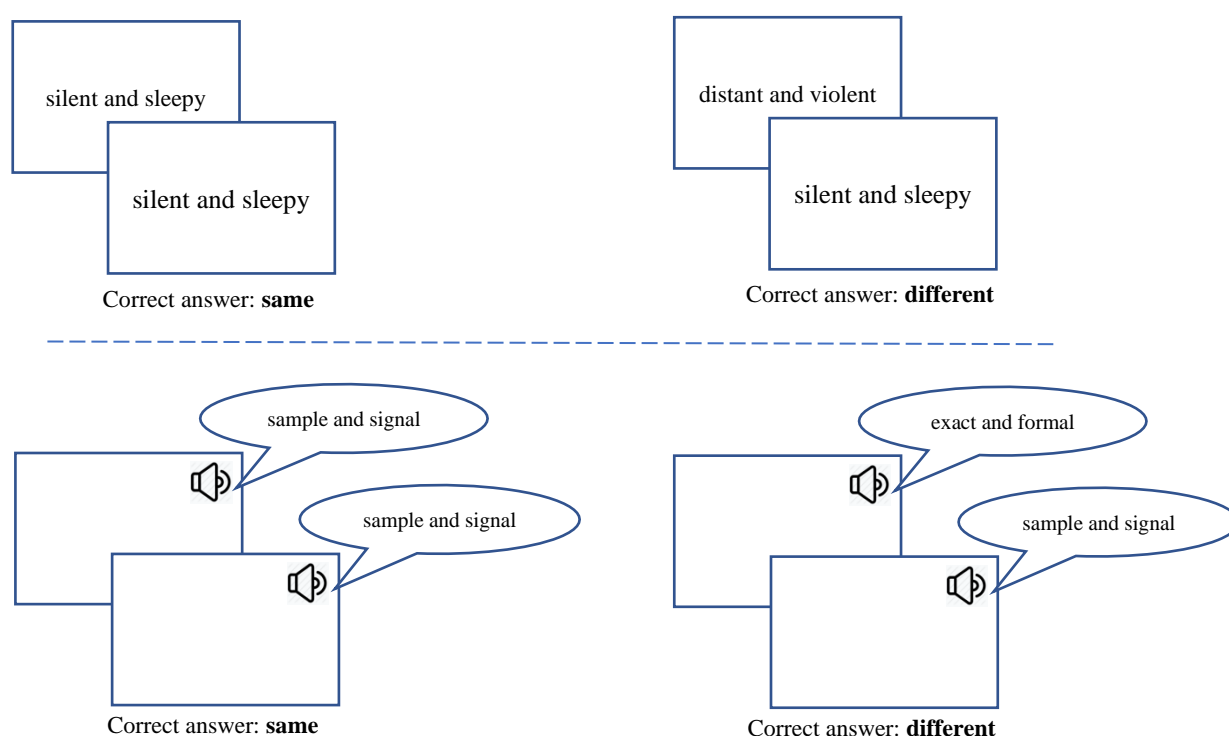 silent and sleepy
silent and sleepy
Correct answer: same
distant and violent
silent and sleepy
Correct answer: different
sample and signal
sample and signal
Correct answer: same
exact and formal
sample and signal
Correct answer: different